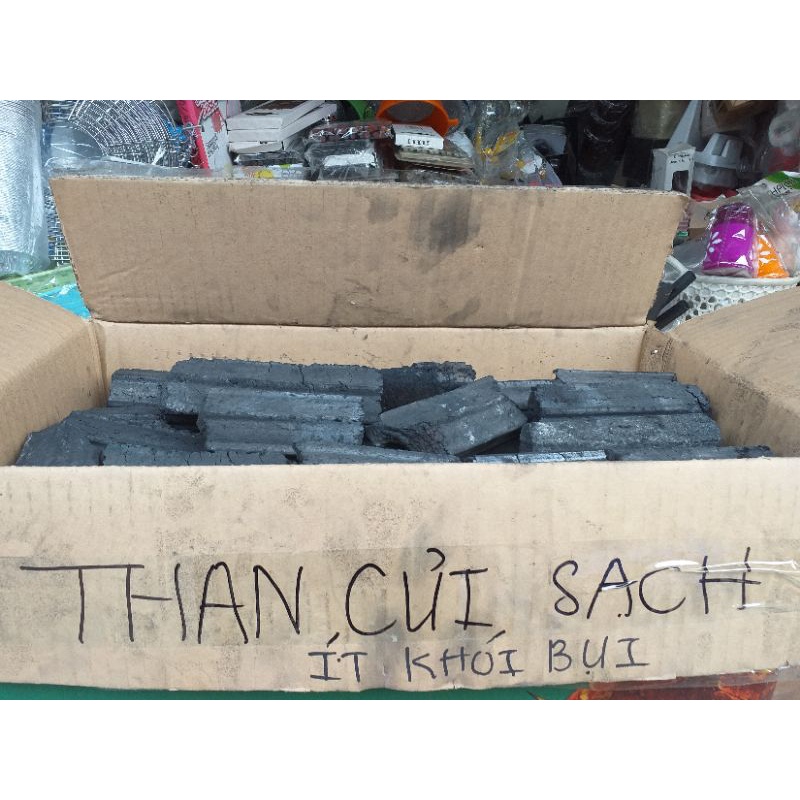 THAN CỦI SẠCH
ÍT KHÓI BỤI